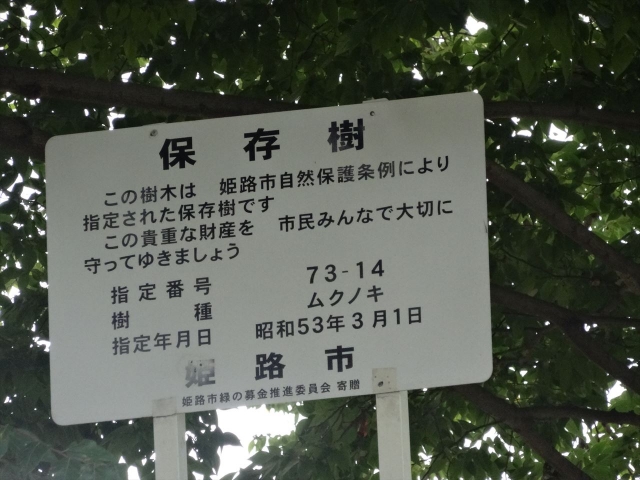 保存樹
この樹木は 姫路市自然保護条例により
指定された保存樹です
この貴重な財産を 市民みんなで大切に
守ってゆきましょう
指定番号 73-14
樹種 ムクノキ
指定年月日 昭和53年3月1日
姫路市
姫路市緑の募金推進委員会 寄贈